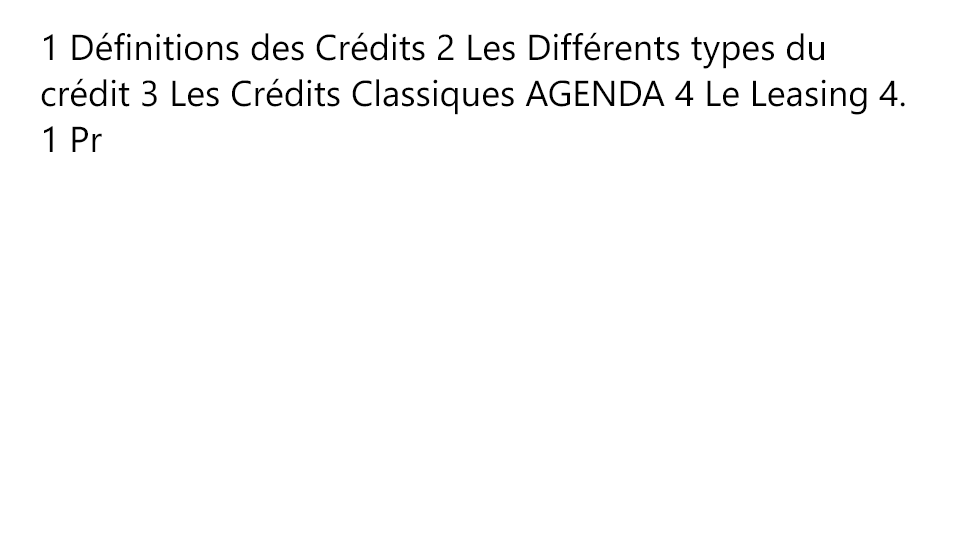 1 Définitions des Crédits 2 Les Différents types du
crédit 3 Les Crédits Classiques AGENDA 4 Le Leasing 4.
1 Pr